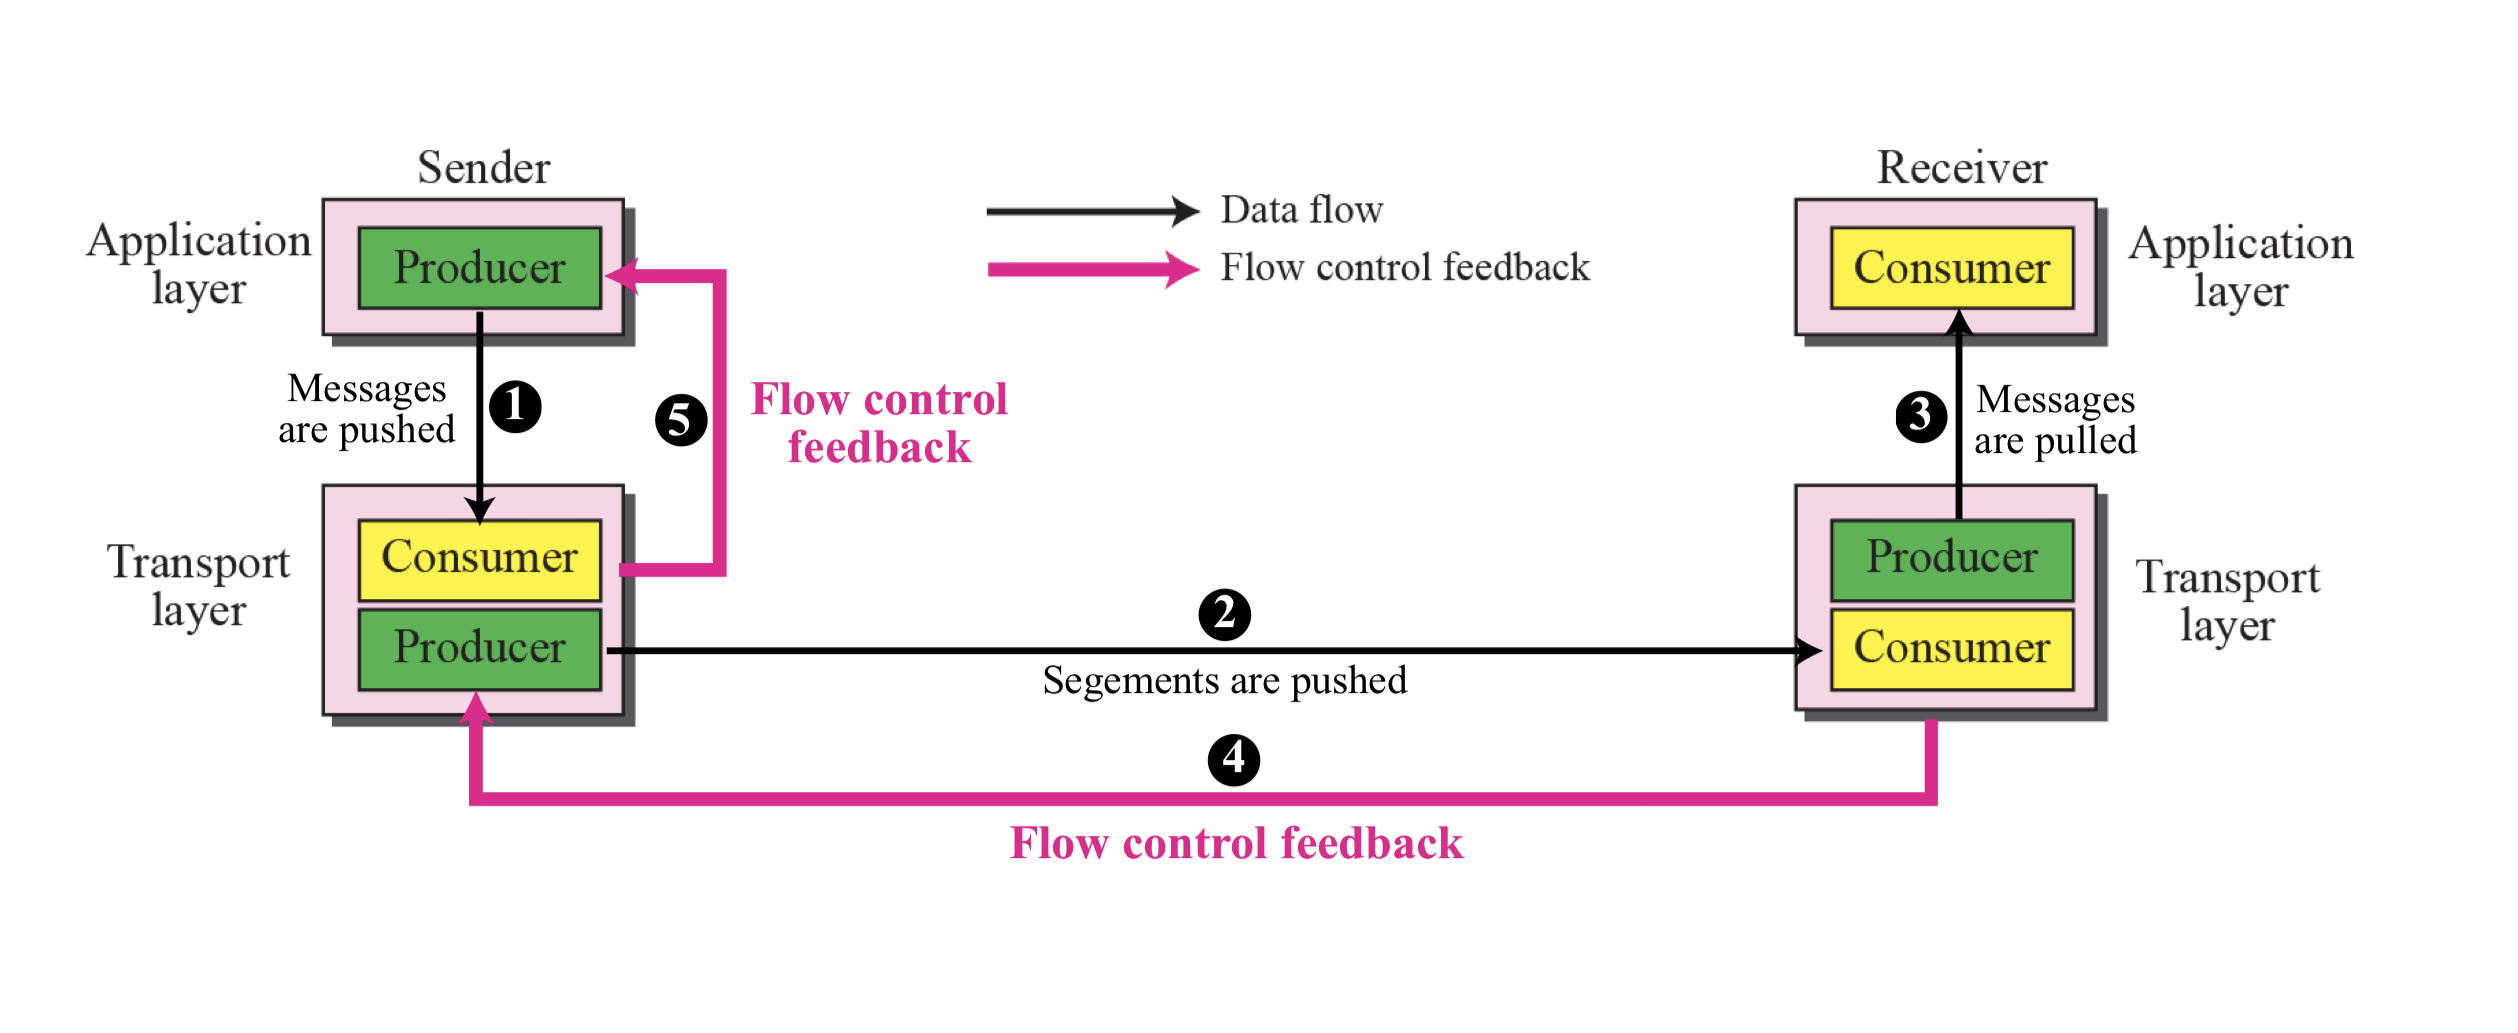 Sender
Receiver
Application
layer
Producer
Data flow
Flow control feedback
Consumer
Application
layer
Messages
are pushed
1
5
Flow control
feedback
3
Messages
are pulled
Transport
layer
Consumer
Producer
2
Segements are pushed
Producer
Consumer
Transport
layer
4
Flow control feedback